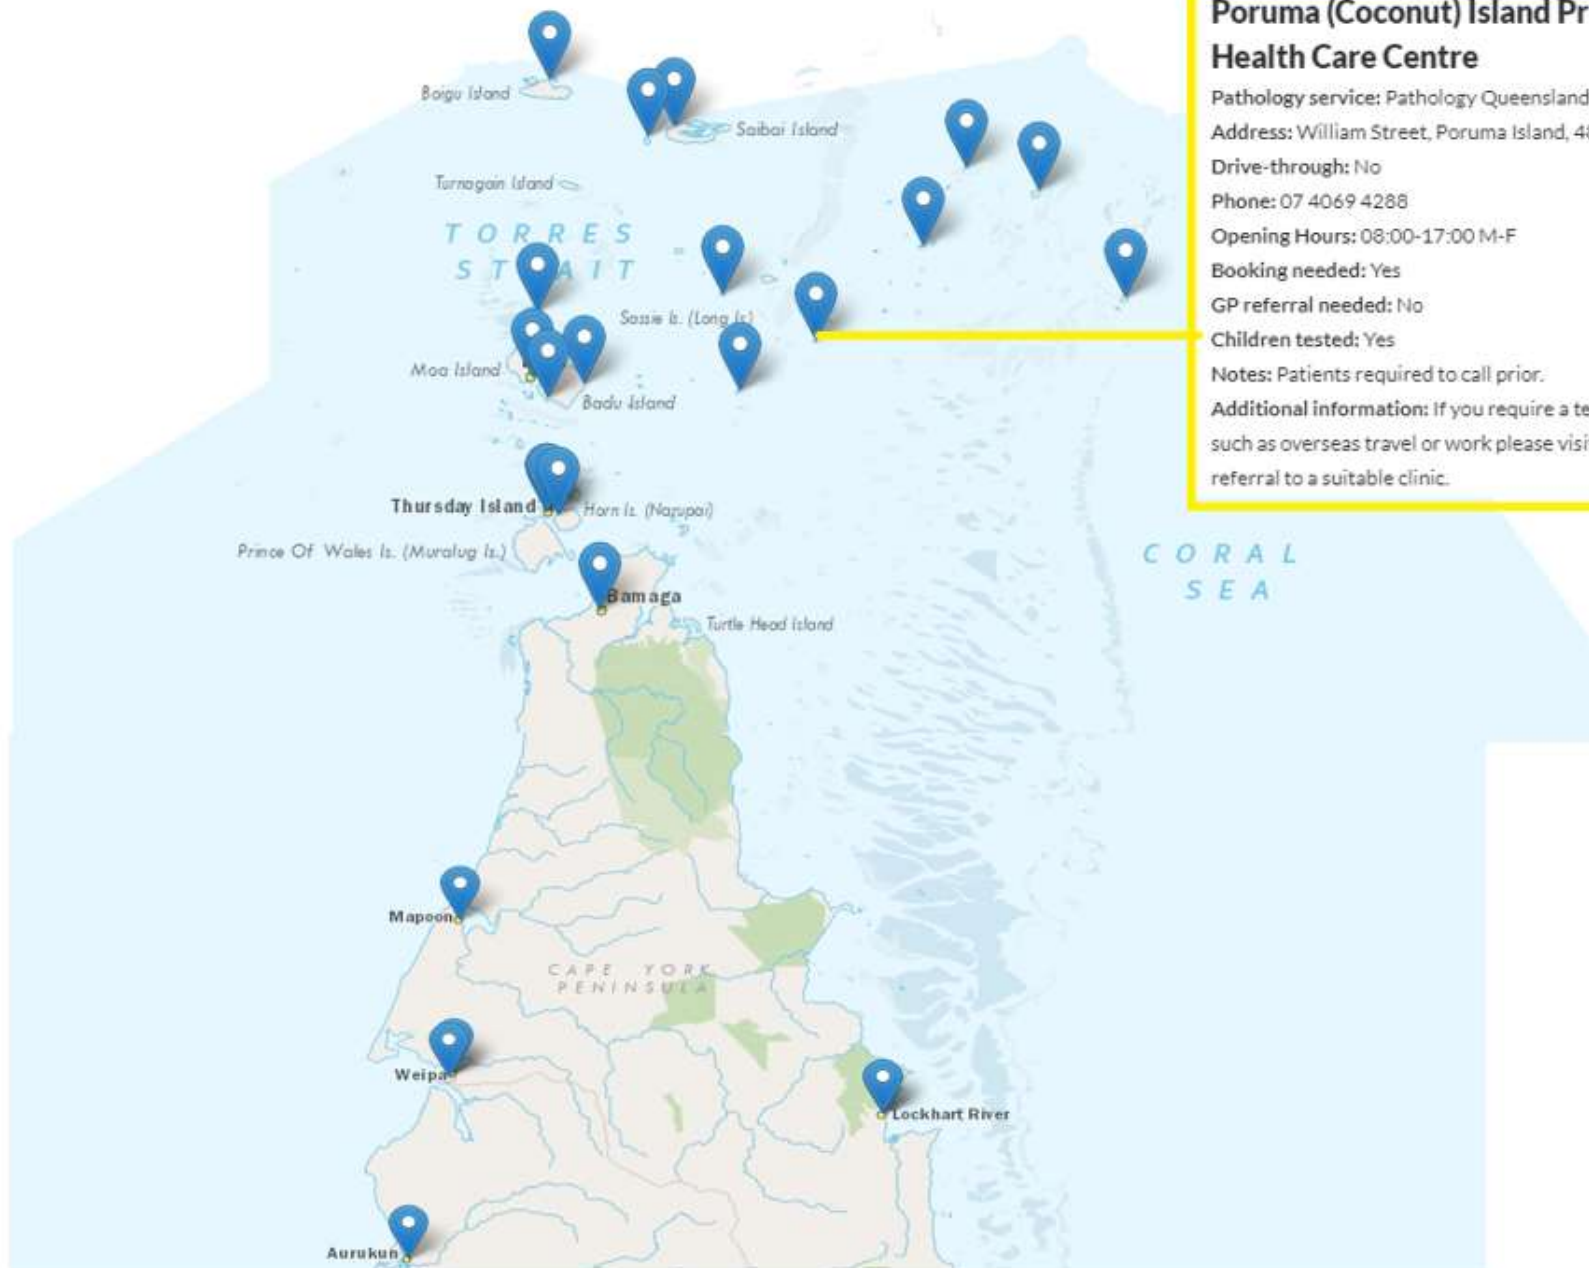 Poruma (Coconut) Island Pr
Health Care Centre
Pathology service: Pathology Queensland
Address: William Street, Poruma Island, 48
Drive-through: No
Phone: 07 4069 4288
Opening Hours: 08:00-17:00 M-F
Booking needed: Yes
GP referral needed: No
Children tested: Yes
Notes: Patients required to call prior.
Additional information: If you require a te
such as overseas travel or work please visi
referral to a suitable clinic.
Boigu Island
Saibai Island
Turnagain Island
TORRES
STRAIT
Sassie Is. (Long Is)
Moa Island
Badu Island
Thursday Island
Horn Is. (Narupai)
Prince Of Wales Is. (Muralug Is.)
CORAL
SEA
Bamaga
Turtle Head Island
Mapoon
CAPE YORK
PENINSULA
Weipa
Lockhart River
Aurukun